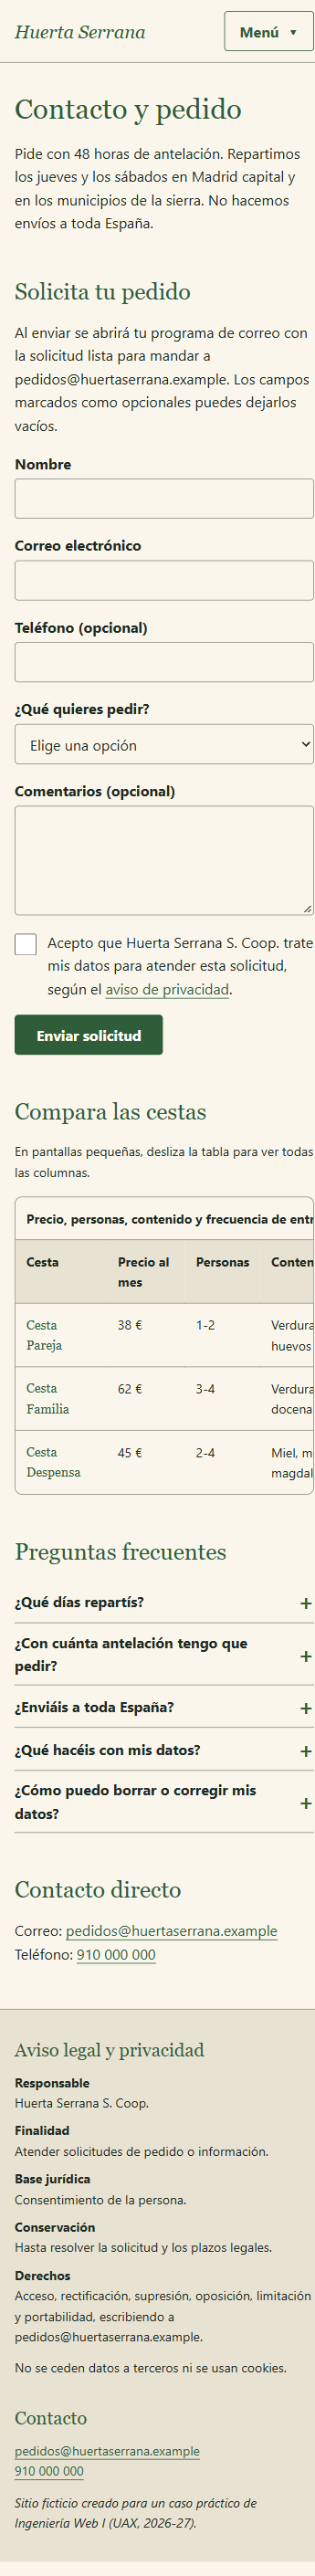 Huerta Serrana
Menú ▼
Contacto y pedido
Pide con 48 horas de antelación. Repartimos
los jueves y los sábados en Madrid capital y
en los municipios de la sierra. No hacemos
envíos a toda España.
Solicita tu pedido
Al enviar se abrirá tu programa de correo con
la solicitud lista para mandar a
pedidos@huertaserrana.example. Los campos
marcados como opcionales puedes dejarlos
vacíos.
Nombre
Correo electrónico
Teléfono (opcional)
¿Qué quieres pedir?
Elige una opción
Comentarios (opcional)
Acepto que Huerta Serrana S. Coop. trate
mis datos para atender esta solicitud,
según el aviso de privacidad.
Enviar solicitud
Compara las cestas
En pantallas pequeñas, desliza la tabla para ver todas
las columnas.
Precio, personas, contenido y frecuencia de entr
Cesta
Precio al
mes
Personas
Conten
Cesta
Pareja
38 €
1-2
Verdura
huevos
Cesta
Familia
62 €
3-4
Verdura
docena
Cesta
Despensa
45 €
2-4
Miel, m
magdal
Preguntas frecuentes
¿Qué días repartís? +
¿Con cuánta antelación tengo que
pedir? +
¿Enviáis a toda España? +
¿Qué hacéis con mis datos? +
¿Cómo puedo borrar o corregir mis
datos? +
Contacto directo
Correo: pedidos@huertaserrana.example
Teléfono: 910 000 000
Aviso legal y privacidad
Responsable
Huerta Serrana S. Coop.
Finalidad
Atender solicitudes de pedido o información.
Base jurídica
Consentimiento de la persona.
Conservación
Hasta resolver la solicitud y los plazos legales.
Derechos
Acceso, rectificación, supresión, oposición, limitación
y portabilidad, escribiendo a
pedidos@huertaserrana.example.
No se ceden datos a terceros ni se usan cookies.
Contacto
pedidos@huertaserrana.example
910 000 000
Sitio ficticio creado para un caso práctico de
Ingeniería Web I (UAX, 2026-27).